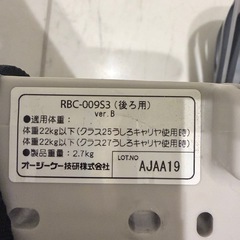 RBC-009S3 (後ろ用)
ver.B
●適用体重:
体重22kg以下(クラス25うしろキャリヤ使用時)
体重22kg以下(クラス27うしろキャリヤ使用時)
●製品重量:2.7kg
オージーケー技研株式会社
LOT.NO
AJAA19